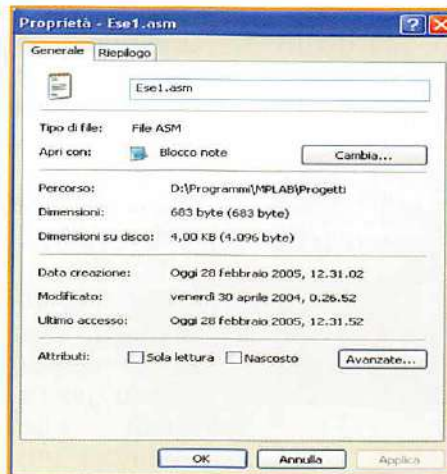 Proprietà - Ese1.asm
Generale Riepilogo
Ese1.asm
Tipo di file: File ASM
Apri con: Blocco note Cambia...
Percorso: D:\Programmi\MPLAB\Progetti
Dimensioni: 683 byte (683 byte)
Dimensioni su disco: 4,00 KB (4.096 byte)
Data creazione: Oggi 28 febbraio 2005, 12.31.02
Modificato: venerdì 30 aprile 2004, 0.26.52
Ultimo accesso: Oggi 28 febbraio 2005, 12.31.52
Attributi: Sola lettura Nascosto Avanzate...
OK Annulla Applica